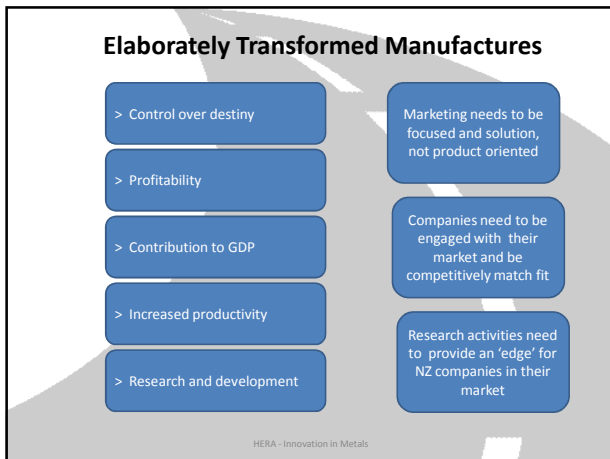 Elaborately Transformed Manufactures
> Control over destiny
> Profitability
> Contribution to GDP
> Increased productivity
> Research and development
Marketing needs to be
focused and solution,
not product oriented
Companies need to be
engaged with their
market and be
competitively match fit
Research activities need
to provide an ‘edge’ for
NZ companies in their
market
HERA - Innovation in Metals